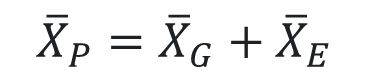 X̄_P = X̄_G + X̄_E